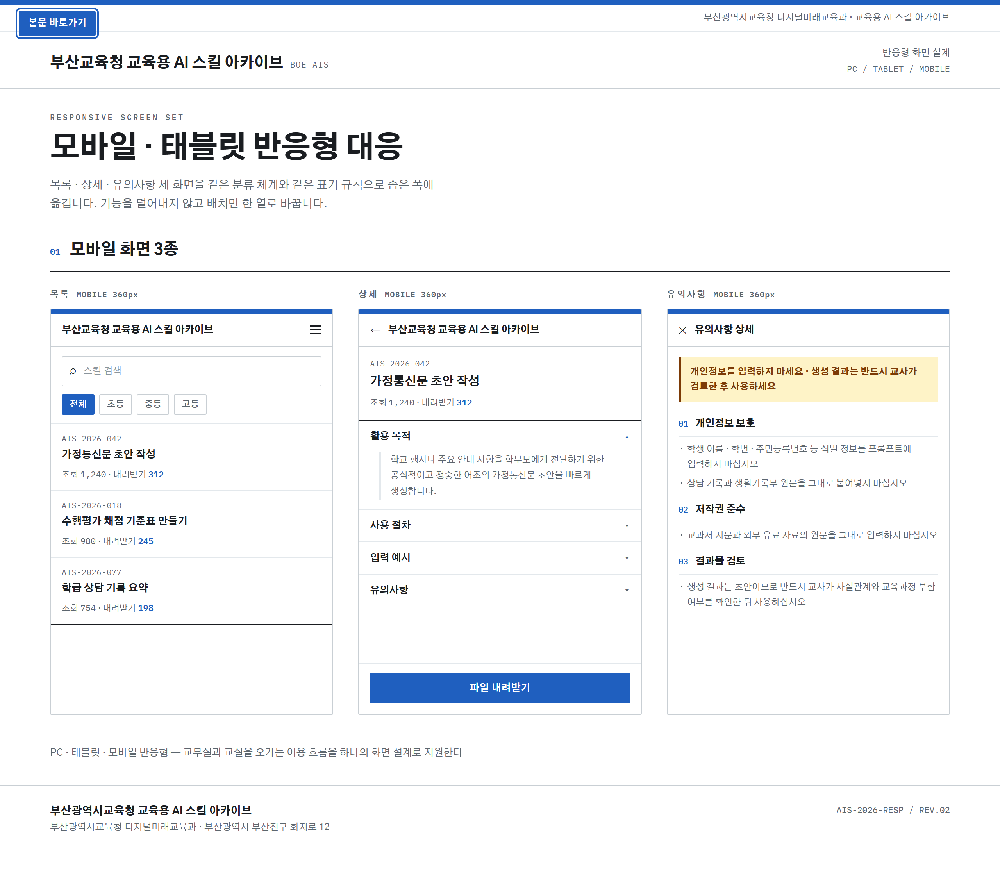 본문 바로가기
부산광역시교육청 디지털미래교육과 · 교육용 AI 스킬 아카이브
부산교육청 교육용 AI 스킬 아카이브 BOE-AIS
반응형 화면 설계
PC / TABLET / MOBILE
RESPONSIVE SCREEN SET
모바일 · 태블릿 반응형 대응
목록 · 상세 · 유의사항 세 화면을 같은 분류 체계와 같은 표기 규칙으로 좁은 폭에
옮깁니다. 기능을 덜어내지 않고 배치만 한 열로 바꿉니다.
01 모바일 화면 3종
목록 MOBILE 360px
부산교육청 교육용 AI 스킬 아카이브
스킬 검색
전체 초등 중등 고등
AIS-2026-042
가정통신문 초안 작성
조회 1,240 · 내려받기 312
AIS-2026-018
수행평가 채점 기준표 만들기
조회 980 · 내려받기 245
AIS-2026-077
학급 상담 기록 요약
조회 754 · 내려받기 198
상세 MOBILE 360px
← 부산교육청 교육용 AI 스킬 아카이브
AIS-2026-042
가정통신문 초안 작성
조회 1,240 · 내려받기 312
활용 목적 ▴
학교 행사나 주요 안내 사항을 학부모에게 전달하기 위한
공식적이고 정중한 어조의 가정통신문 초안을 빠르게
생성합니다.
사용 절차 ▾
입력 예시 ▾
유의사항 ▾
파일 내려받기
유의사항 MOBILE 360px
× 유의사항 상세
개인정보를 입력하지 마세요 · 생성 결과는 반드시 교사가
검토한 후 사용하세요
01 개인정보 보호
· 학생 이름 · 학번 · 주민등록번호 등 식별 정보를 프롬프트에
입력하지 마십시오
· 상담 기록과 생활기록부 원문을 그대로 붙여넣지 마십시오
02 저작권 준수
· 교과서 지문과 외부 유료 자료의 원문을 그대로 입력하지 마십시오
03 결과물 검토
· 생성 결과는 초안이므로 반드시 교사가 사실관계와 교육과정 부합
여부를 확인한 뒤 사용하십시오
PC · 태블릿 · 모바일 반응형 — 교무실과 교실을 오가는 이용 흐름을 하나의 화면 설계로 지원한다
부산광역시교육청 교육용 AI 스킬 아카이브
부산광역시교육청 디지털미래교육과 · 부산광역시 부산진구 화지로 12
AIS-2026-RESP / REV.02